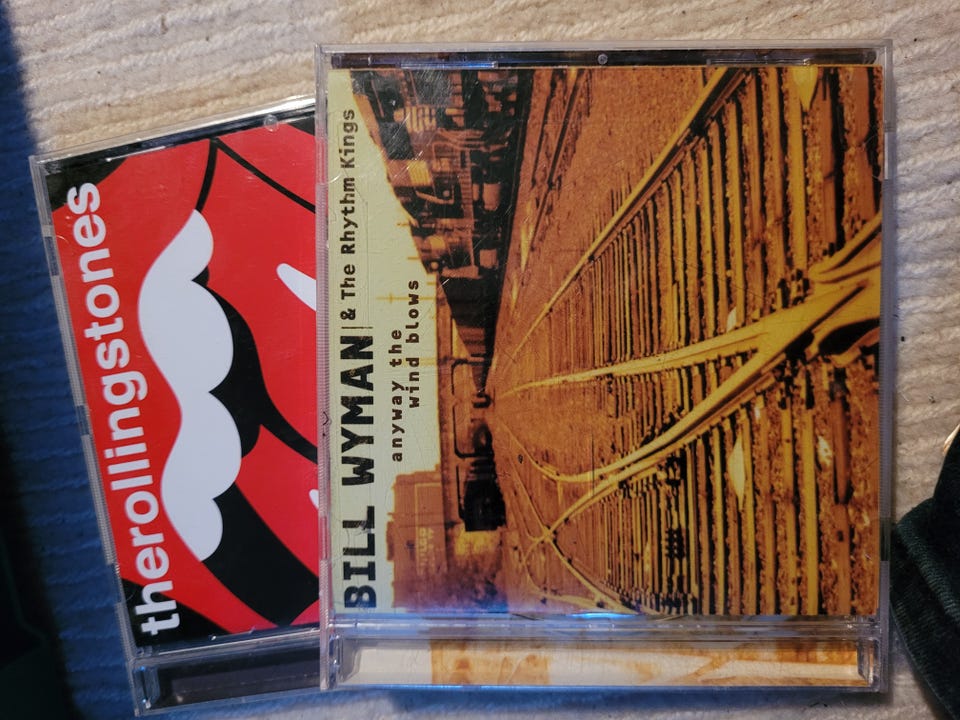 therollingstones
BILL WYMAN & The Rhythm Kings
anyway the
wind blows